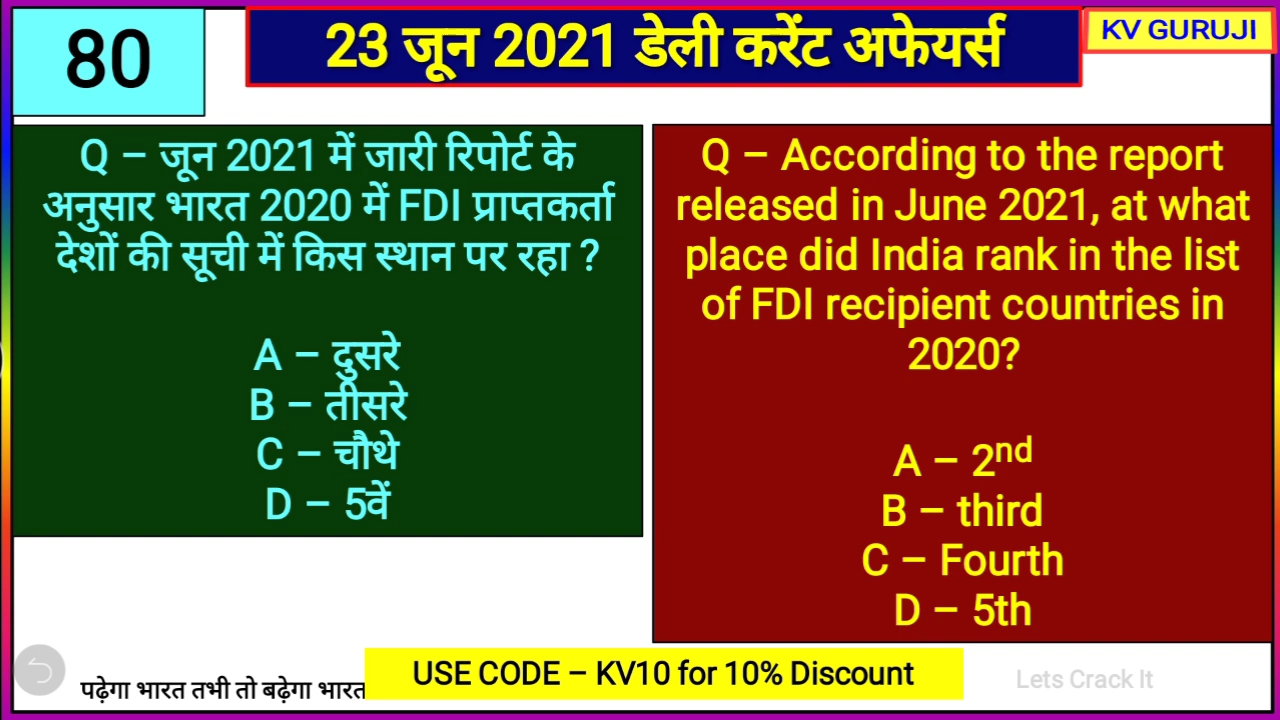 80
23 जून 2021 डेली करेंट अफेयर्स
KV GURUJI
Q – जून 2021 में जारी रिपोर्ट के
अनुसार भारत 2020 में FDI प्राप्तकर्ता
देशों की सूची में किस स्थान पर रहा ?
A – दुसरे
B – तीसरे
C – चौथे
D – 5वें
Q – According to the report
released in June 2021, at what
place did India rank in the list
of FDI recipient countries in
2020?
A – 2nd
B – third
C – Fourth
D – 5th
पढ़ेगा भारत तभी तो बढ़ेगा भारत
USE CODE – KV10 for 10% Discount
Lets Crack It